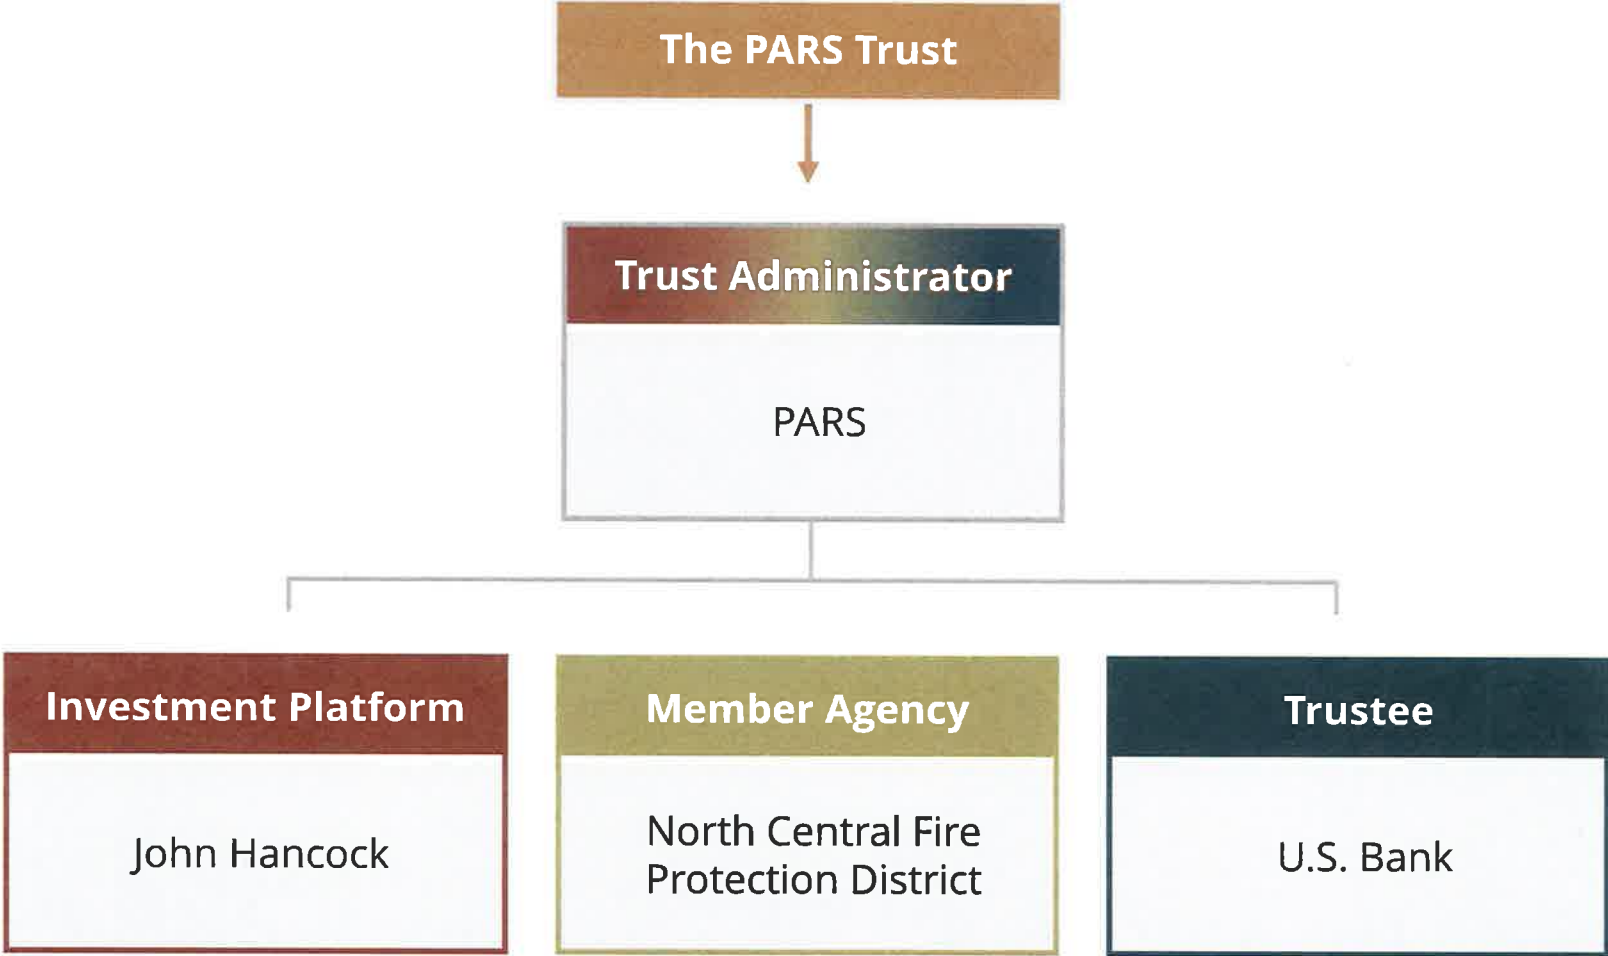 The PARS Trust
Trust Administrator
PARS
Investment Platform
John Hancock
Member Agency
North Central Fire
Protection District
Trustee
U.S. Bank